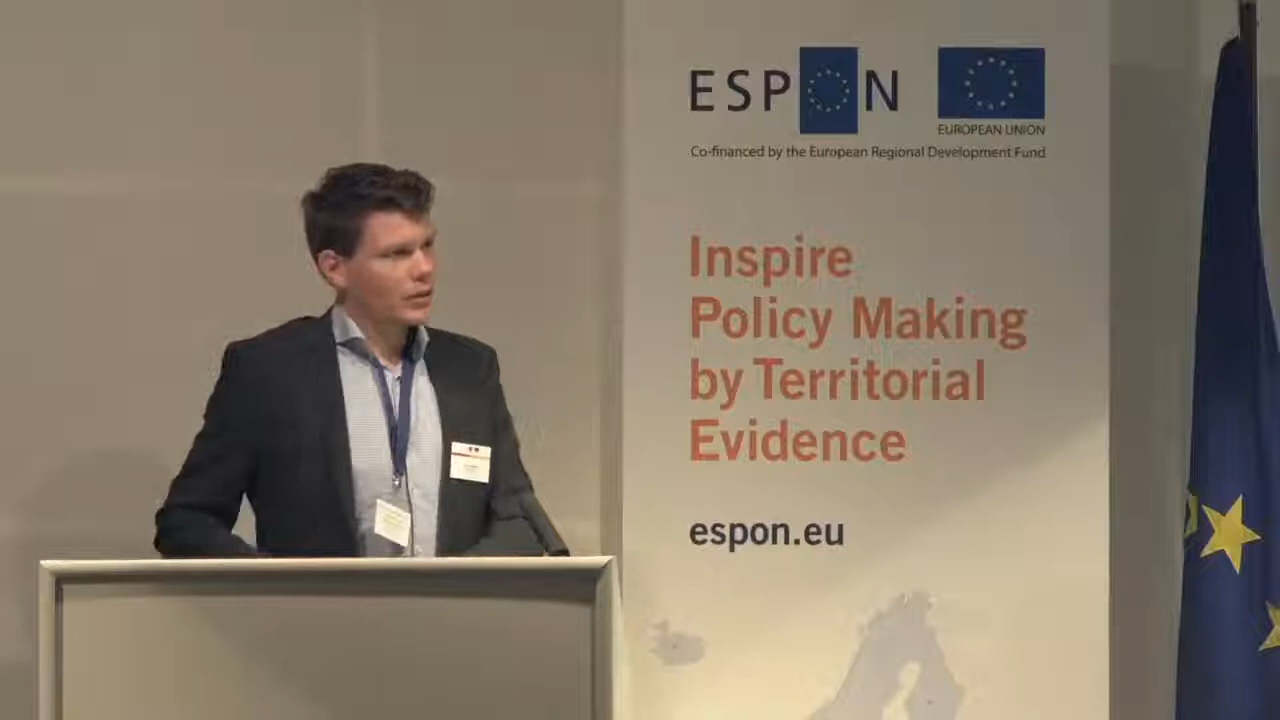 ESPON
EUROPEAN UNION
Co-financed by the European Regional Development Fund
Inspire
Policy Making
by Territorial
Evidence
espon.eu